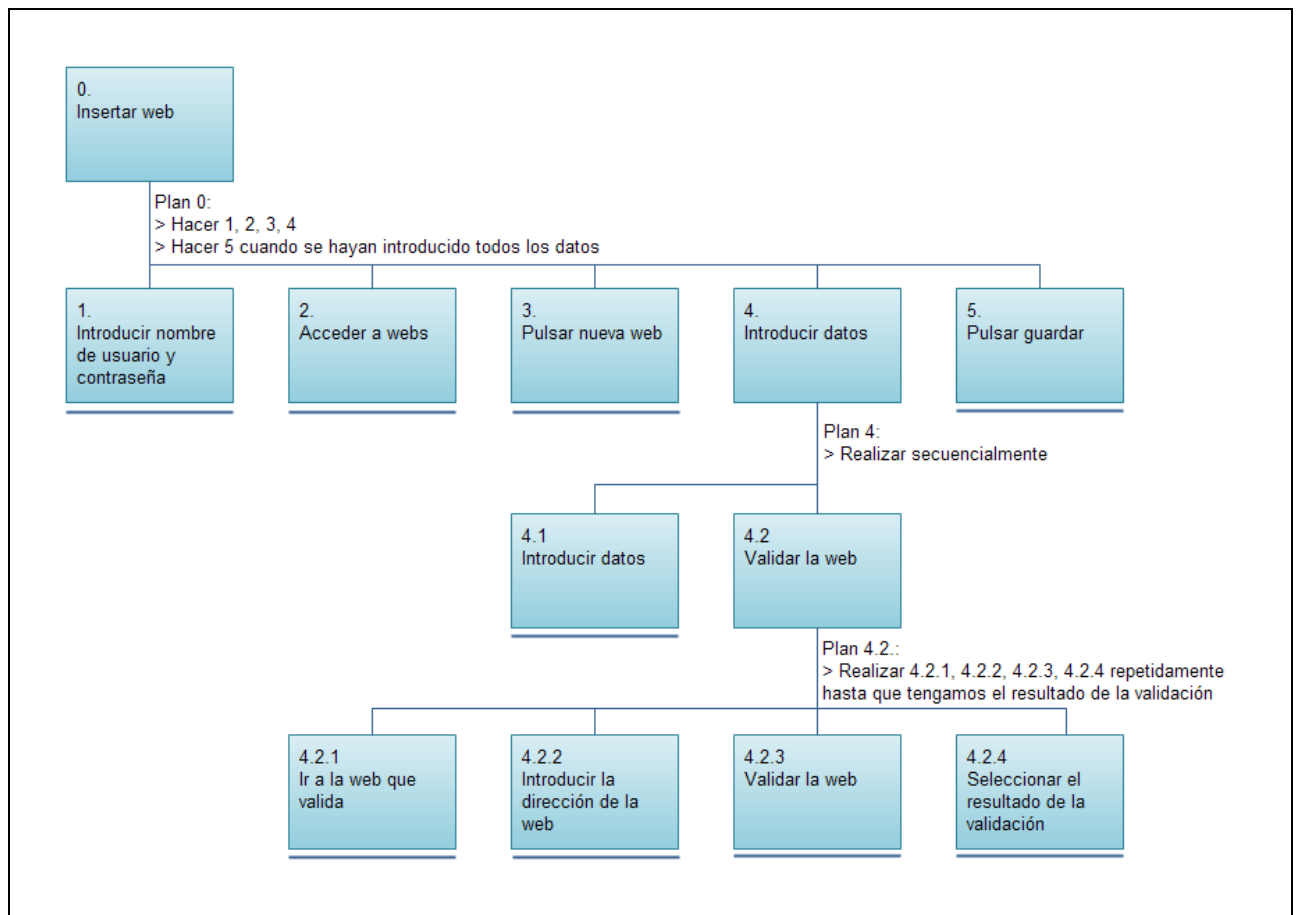 0.
Insertar web
Plan 0:
> Hacer 1, 2, 3, 4
> Hacer 5 cuando se hayan introducido todos los datos
1.
Introducir nombre
de usuario y
contraseña
2.
Acceder a webs
3.
Pulsar nueva web
4.
Introducir datos
5.
Pulsar guardar
Plan 4:
> Realizar secuencialmente
4.1
Introducir datos
4.2
Validar la web
Plan 4.2.:
> Realizar 4.2.1, 4.2.2, 4.2.3, 4.2.4 repetidamente
hasta que tengamos el resultado de la validación
4.2.1
Ir a la web que
valida
4.2.2
Introducir la
dirección de la
web
4.2.3
Validar la web
4.2.4
Seleccionar el
resultado de la
validación